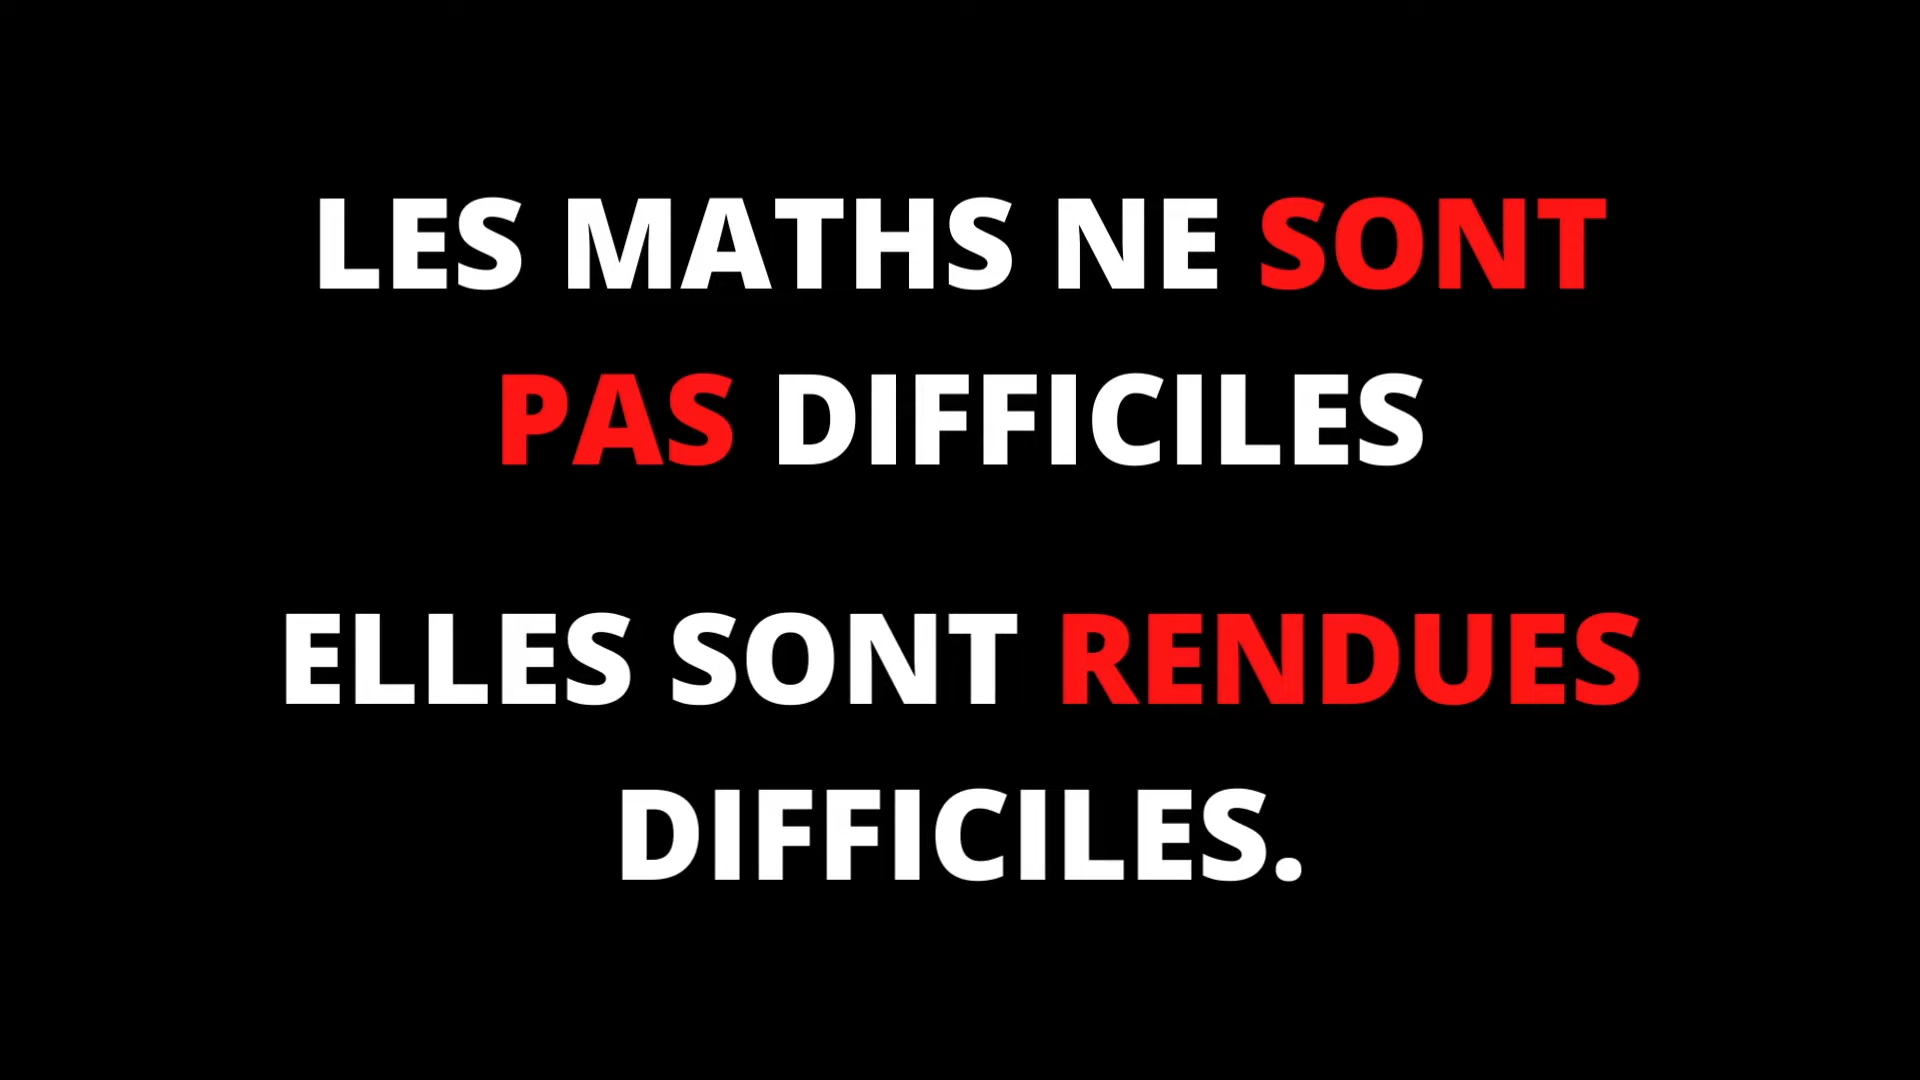 LES MATHS NE SONT
PAS DIFFICILES
ELLES SONT RENDUES
DIFFICILES.